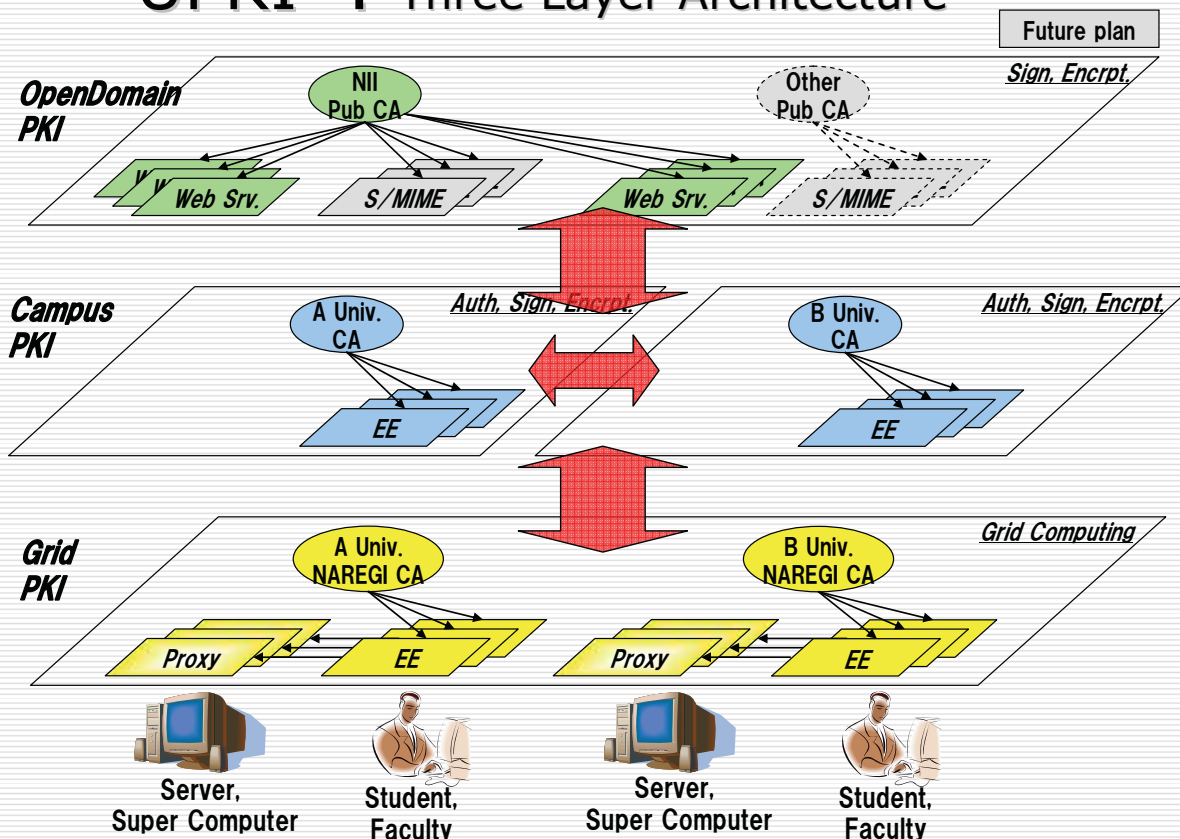 Three Layer Architecture
Future plan
OpenDomain
PKI
Sign, Encrpt.
NII
Pub CA
Other
Pub CA
W
W
Web Srv.
S/MIME
Web Srv.
S/MIME
Campus
PKI
Auth, Sign, Encrpt.
Auth, Sign, Encrpt.
A Univ.
CA
B Univ.
CA
EE
EE
Grid
PKI
Grid Computing
A Univ.
NAREGI CA
B Univ.
NAREGI CA
Proxy
EE
Proxy
EE
Server,
Super Computer
Student,
Faculty
Server,
Super Computer
Student,
Faculty